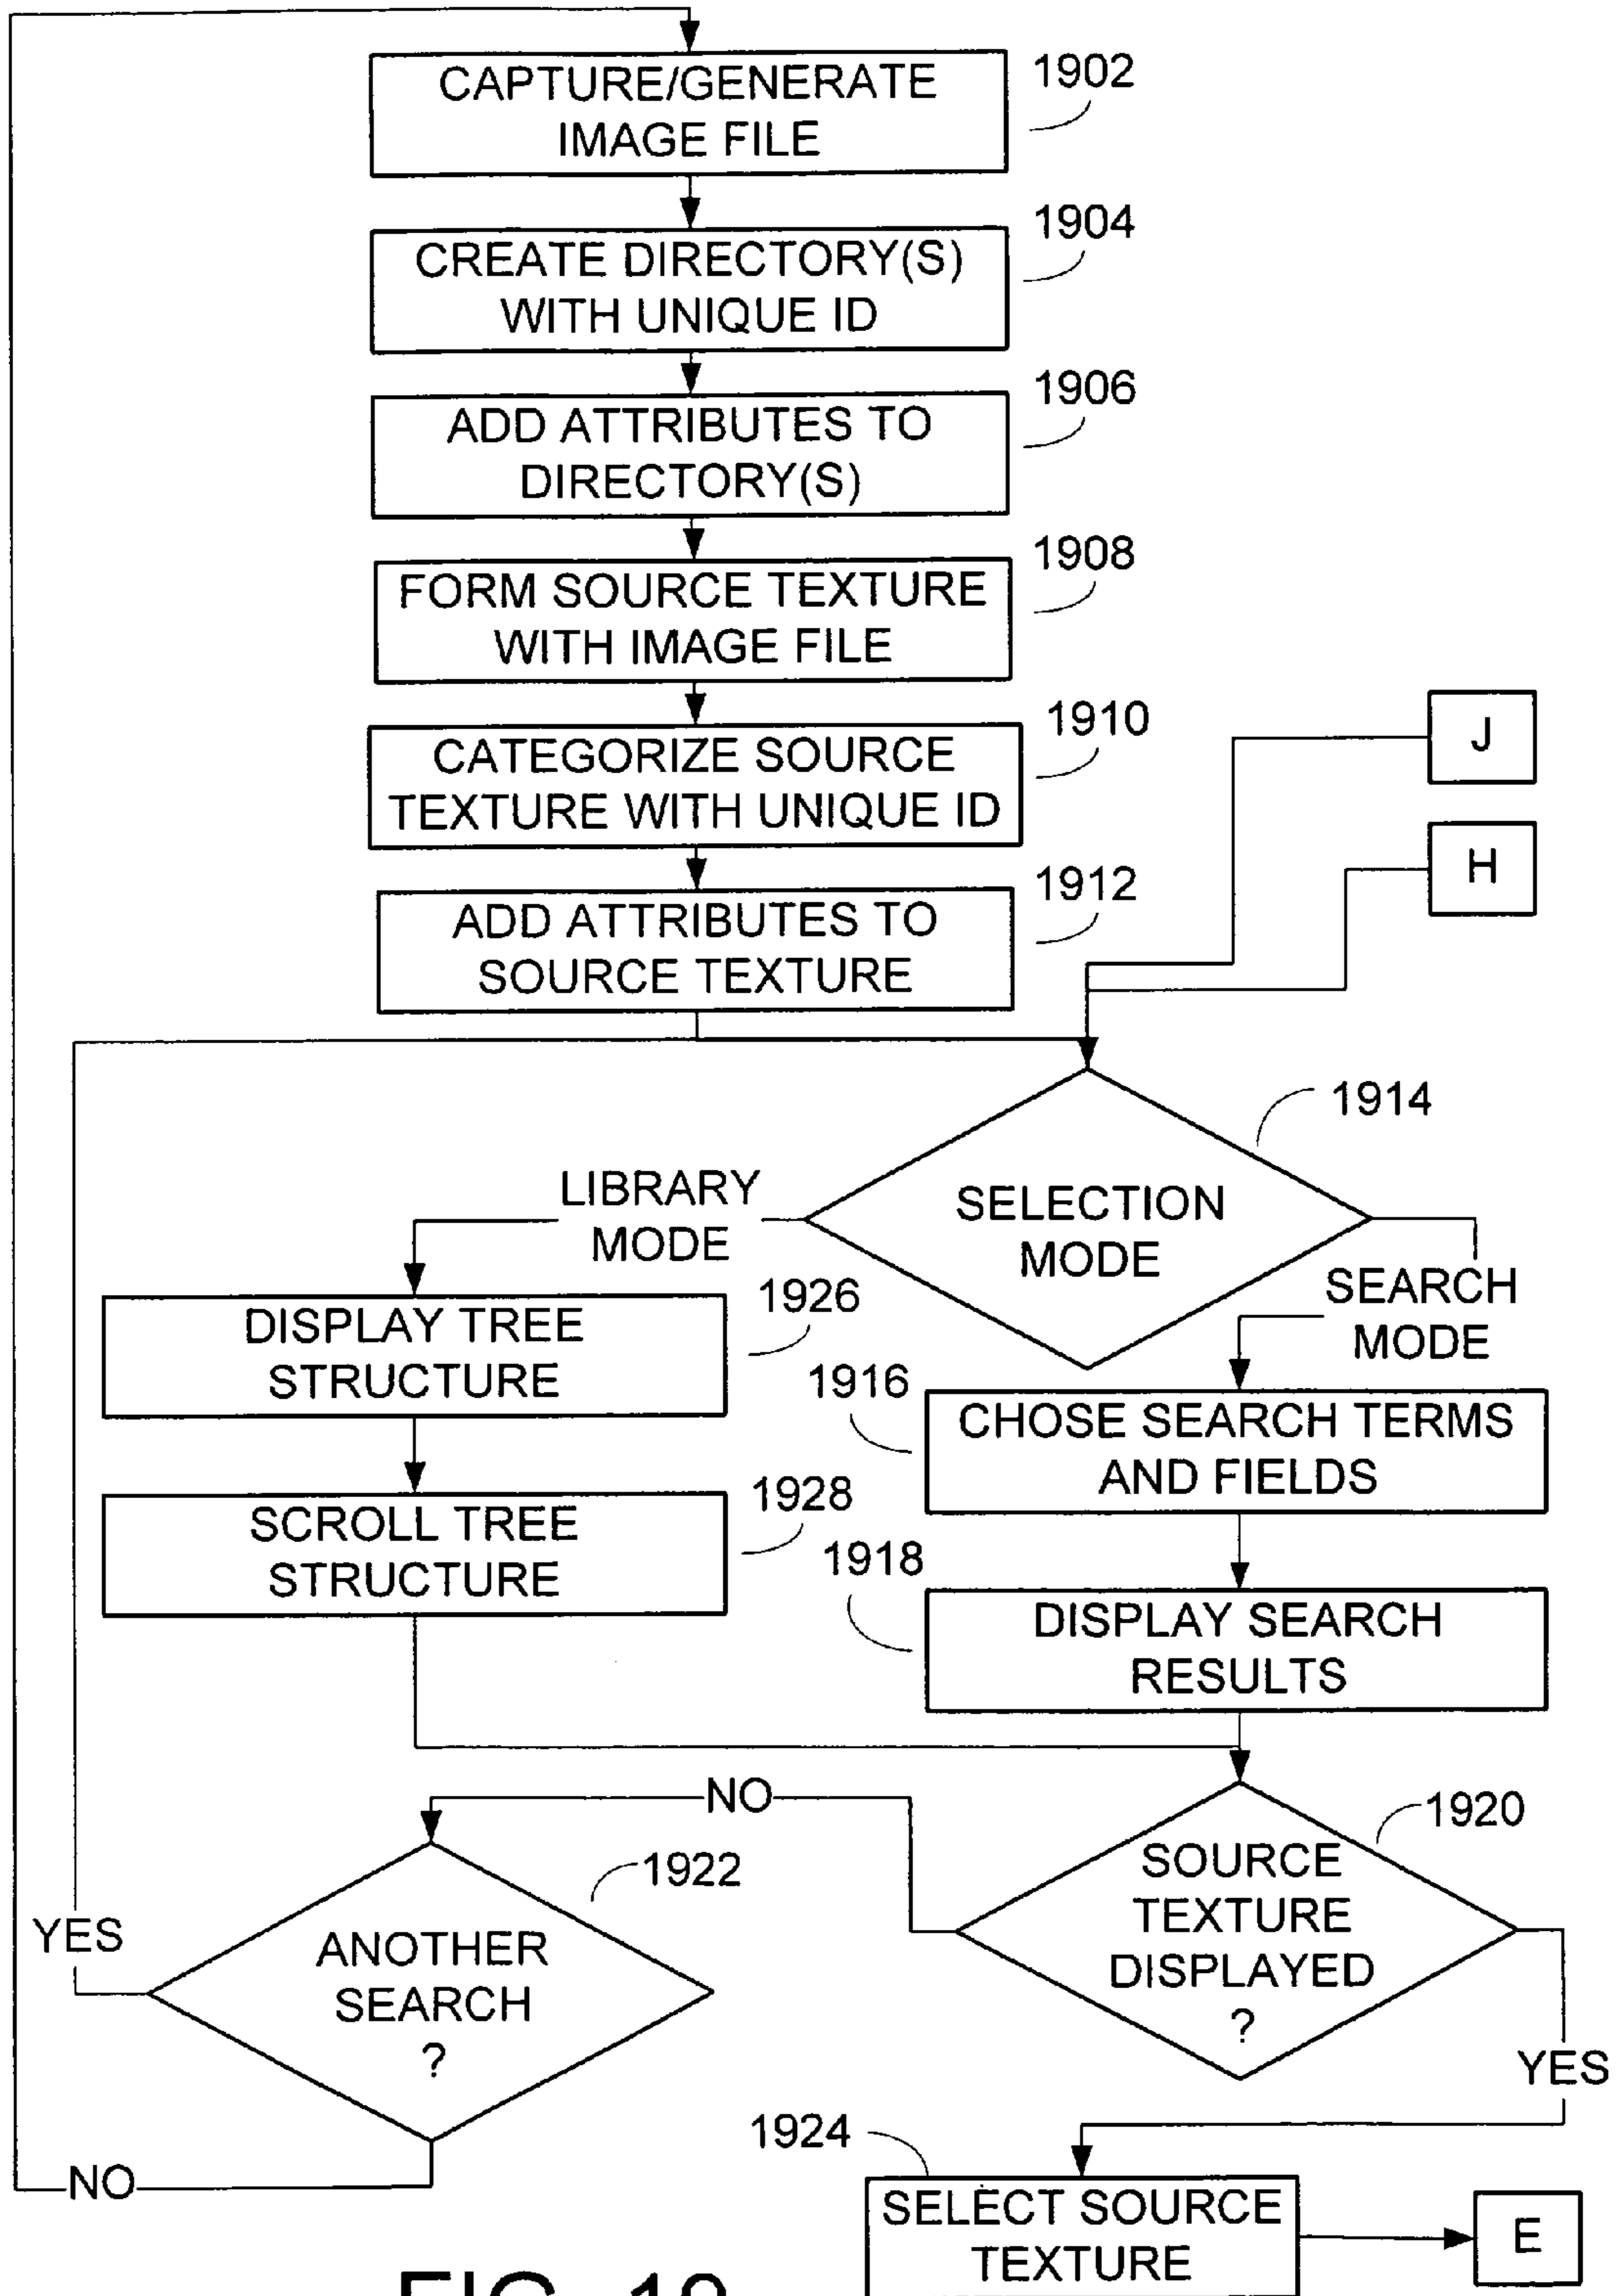 1902
CAPTURE/GENERATE
IMAGE FILE
1904
CREATE DIRECTORY(S)
WITH UNIQUE ID
1906
ADD ATTRIBUTES TO
DIRECTORY(S)
1908
FORM SOURCE TEXTURE
WITH IMAGE FILE
1910
CATEGORIZE SOURCE
TEXTURE WITH UNIQUE ID
J
H
1912
ADD ATTRIBUTES TO
SOURCE TEXTURE
1914
SELECTION
MODE
LIBRARY
MODE
SEARCH
MODE
1926
DISPLAY TREE
STRUCTURE
1916
CHOSE SEARCH TERMS
AND FIELDS
1928
SCROLL TREE
STRUCTURE
1918
DISPLAY SEARCH
RESULTS
NO
1920
SOURCE
TEXTURE
DISPLAYED
?
1922
ANOTHER
SEARCH
?
YES
YES
NO
1924
SELECT SOURCE
TEXTURE
E
FIG. 19